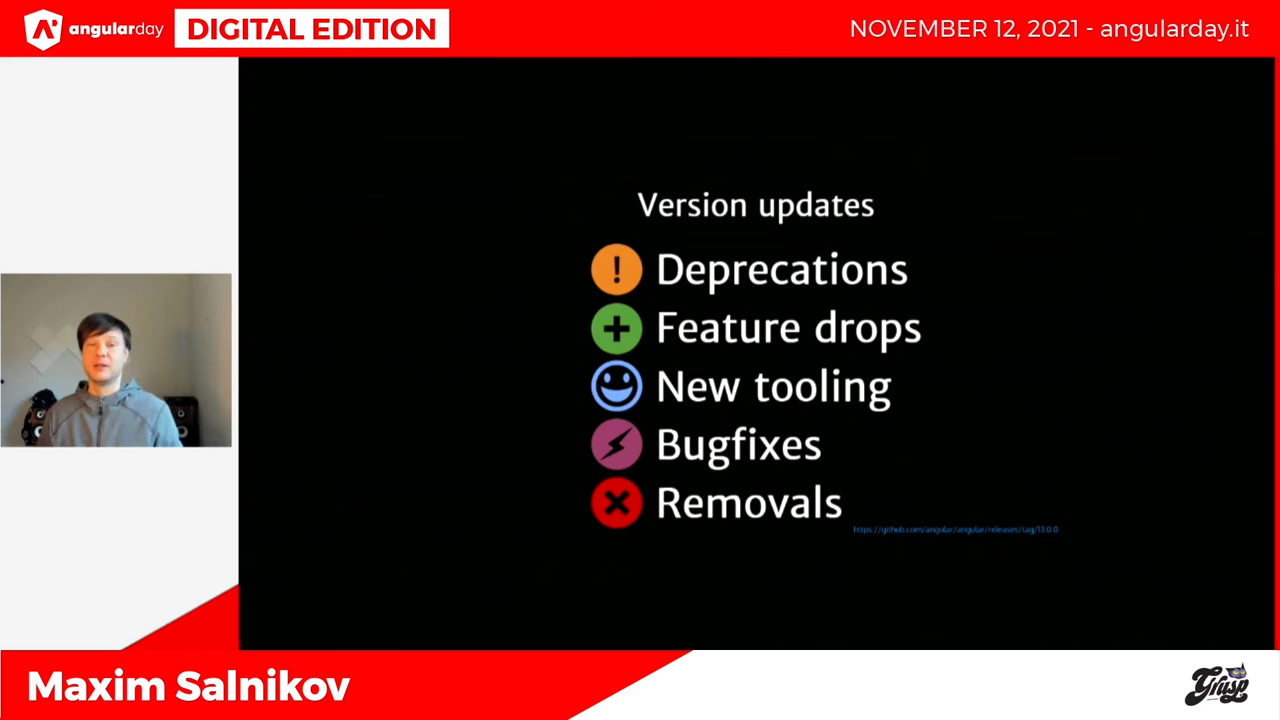 angularday
DIGITAL EDITION
NOVEMBER 12, 2021 - angularday.it
Version updates
! Deprecations
+ Feature drops
New tooling
Bugfixes
Removals
https://github.com/angular/angular/releases/tag/13.0.0
Maxim Salnikov
Grusp